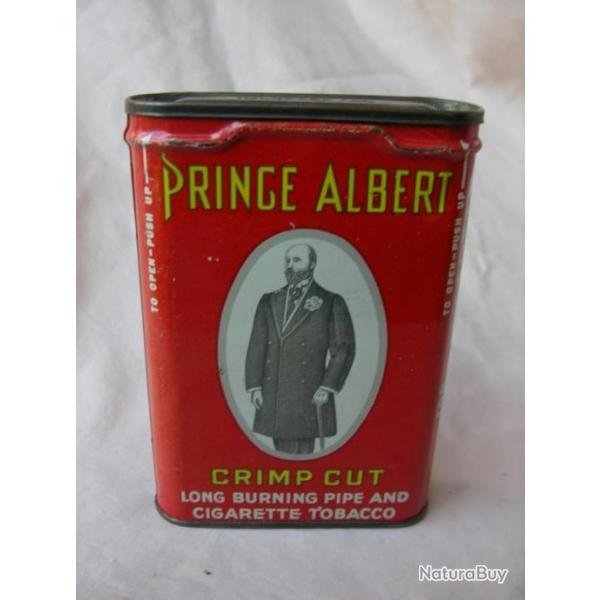 PRINCE ALBERT
TO OPEN-PUSH UP
TO OPEN-PUSH UP
CRIMP CUT
LONG BURNING PIPE AND
CIGARETTE TOBACCO
NaturaBuy